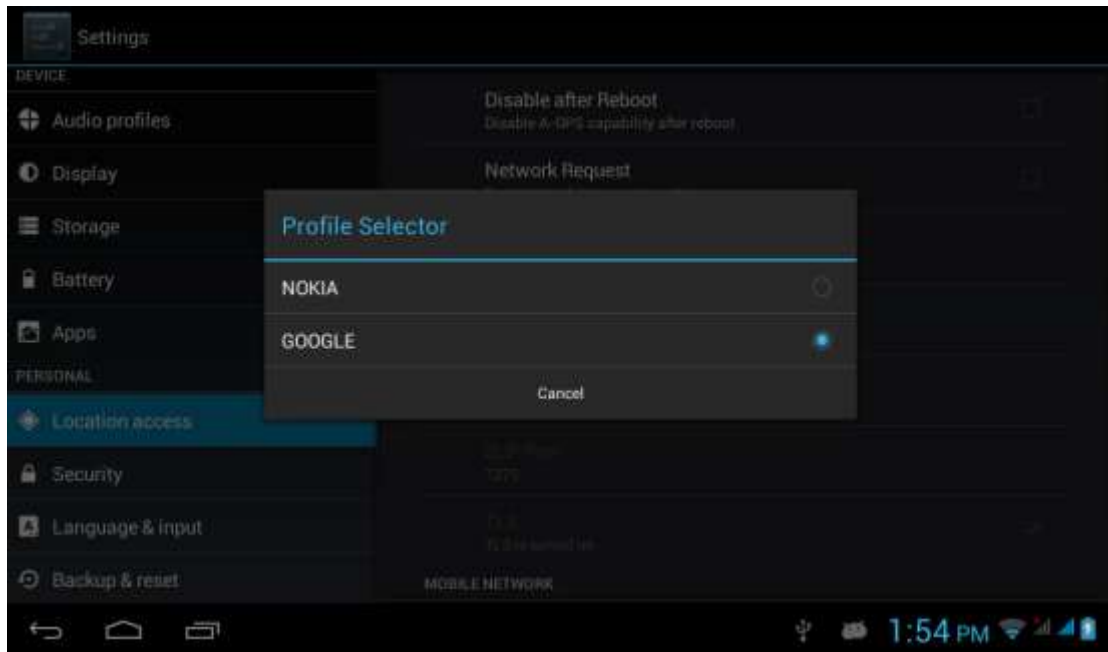 Settings
DEVICE
Audio profiles
Display
Storage
Battery
Apps
PERSONAL
Location access
Security
Language & input
Backup & reset
Disable after Reboot
Disable A-GPS capability after reboot
Network Request
Profile Selector
NOKIA
GOOGLE
Cancel
7275
MOBILE NETWORK
1:54 PM